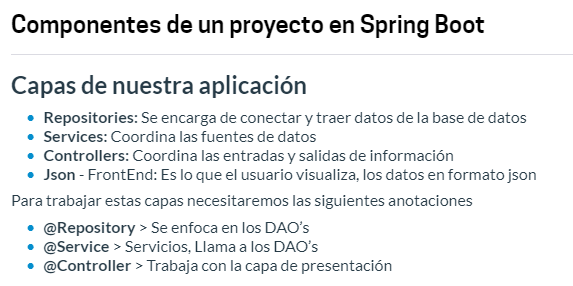 Componentes de un proyecto en Spring Boot
Capas de nuestra aplicación
• Repositories: Se encarga de conectar y traer datos de la base de datos
• Services: Coordina las fuentes de datos
• Controllers: Coordina las entradas y salidas de información
• Json - FrontEnd: Es lo que el usuario visualiza, los datos en formato json
Para trabajar estas capas necesitaremos las siguientes anotaciones
• @Repository > Se enfoca en los DAO’s
• @Service > Servicios, Llama a los DAO’s
• @Controller > Trabaja con la capa de presentación